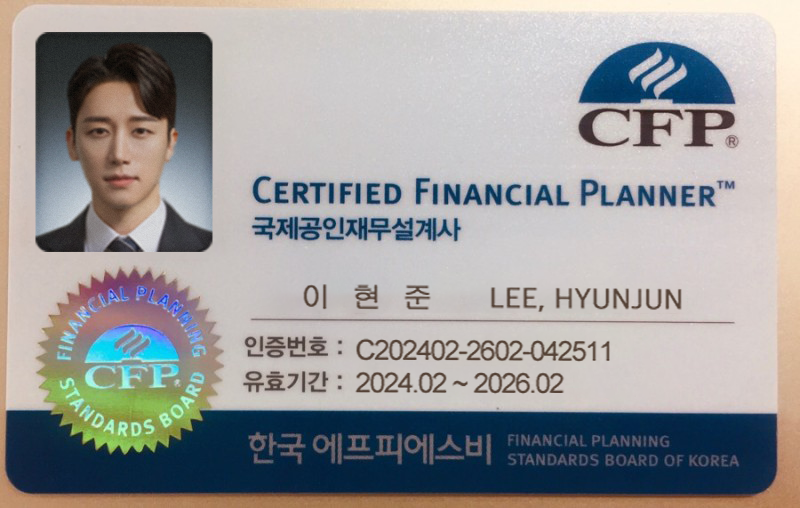 CFP®
CERTIFIED FINANCIAL PLANNER™
국제공인재무설계사
이 현 준 LEE, HYUNJUN
인증번호 : C202402-2602-042511
유효기간 : 2024.02 ~ 2026.02
FINANCIAL PLANNING
CFP®
STANDARDS BOARD
한국 에프피에스비
FINANCIAL PLANNING
STANDARDS BOARD OF KOREA